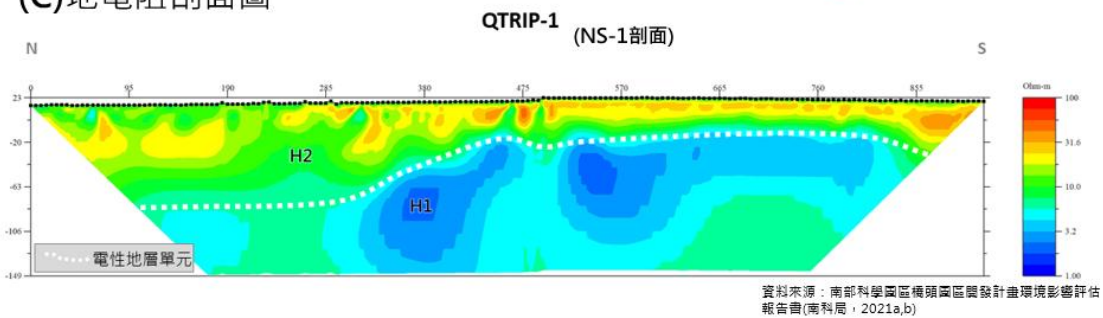 (C)地電阻剖面圖
QTRIP-1
(NS-1剖面)
N
S
0 95 190 285 380 475 570 665 760 855
Ohm-m
23
-20
-63
-106
-149
100
31.6
10.0
3.2
1.00
H2
H1
電性地層單元
資料來源：南部科學園區橋頭園區開發計畫環境影響評估
報告書(南科局，2021a,b)